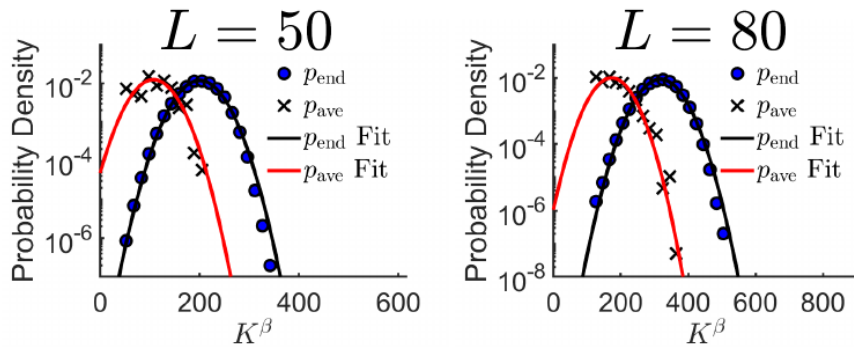 L = 50
Probability Density
10^-2
10^-4
10^-6
0 200 400 600
K^β
p_end
p_ave
p_end Fit
p_ave Fit
L = 80
Probability Density
10^-2
10^-4
10^-6
10^-8
0 200 400 600 800
K^β
p_end
p_ave
p_end Fit
p_ave Fit